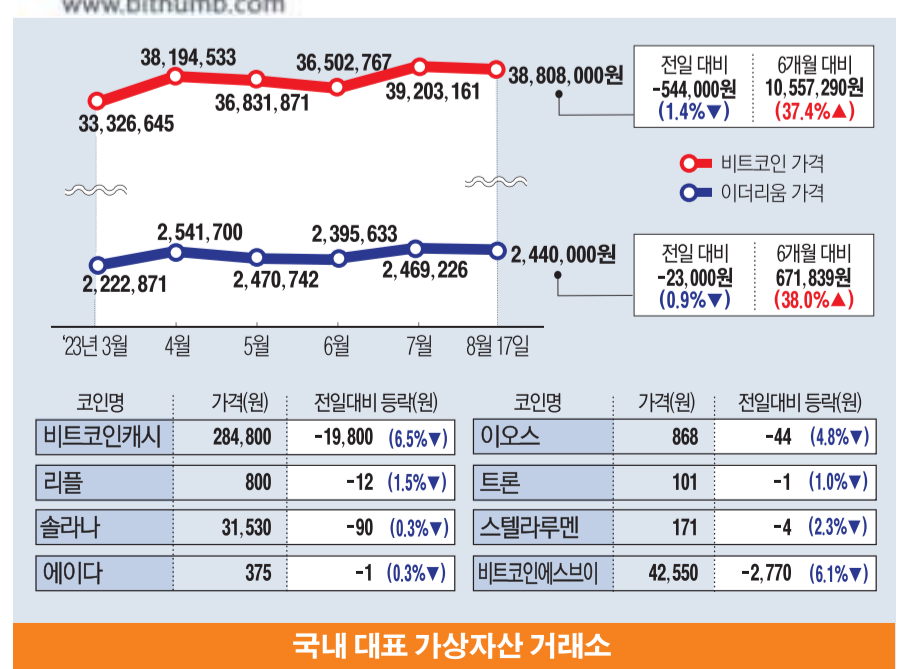 www.bithumb.com
38,194,533
36,502,767
38,808,000원
33,326,645
36,831,871
39,203,161
전일 대비
-544,000원
(1.4%▼)
6개월 대비
10,557,290원
(37.4%▲)
비트코인 가격
이더리움 가격
2,541,700
2,395,633
2,440,000원
2,222,871
2,470,742
2,469,226
전일 대비
-23,000원
(0.9%▼)
6개월 대비
671,839원
(38.0%▲)
'23년 3월 4월 5월 6월 7월 8월 17일
코인명 가격(원) 전일대비 등락(원)
비트코인캐시 284,800 -19,800 (6.5%▼)
리플 800 -12 (1.5%▼)
솔라나 31,530 -90 (0.3%▼)
에이다 375 -1 (0.3%▼)
코인명 가격(원) 전일대비 등락(원)
이오스 868 -44 (4.8%▼)
트론 101 -1 (1.0%▼)
스텔라루멘 171 -4 (2.3%▼)
비트코인에스브이 42,550 -2,770 (6.1%▼)
국내 대표 가상자산 거래소